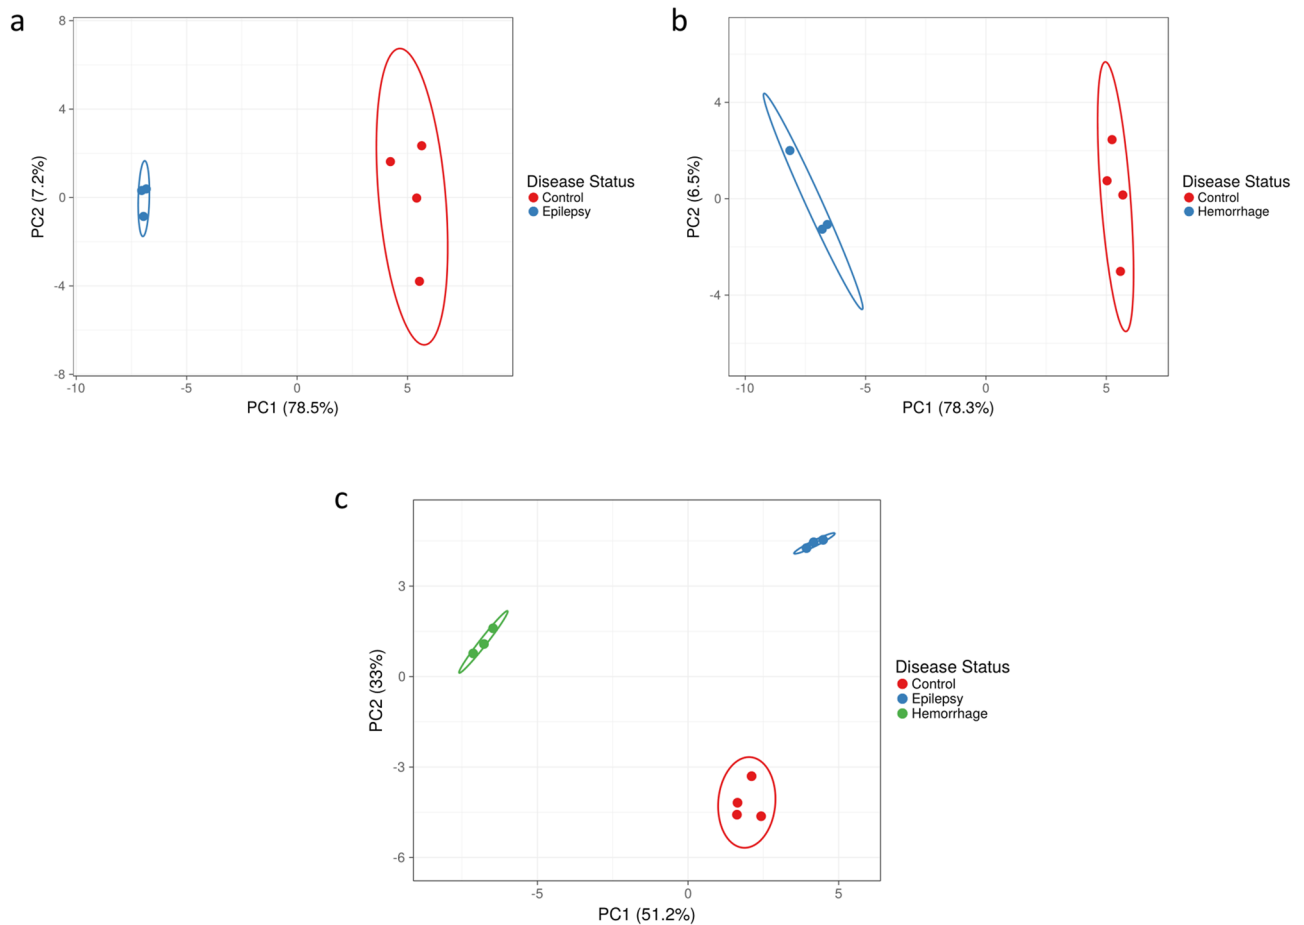 a
8
4
0
-4
-8
PC2 (7.2%)
-10 -5 0 5
PC1 (78.5%)
Disease Status
Control
Epilepsy
b
4
0
-4
PC2 (6.5%)
-10 -5 0 5
PC1 (78.3%)
Disease Status
Control
Hemorrhage
c
3
0
-3
-6
PC2 (33%)
-5 0 5
PC1 (51.2%)
Disease Status
Control
Epilepsy
Hemorrhage